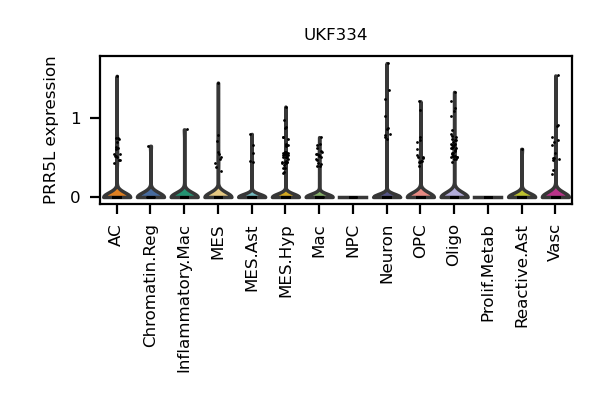 UKF334
PRR5L expression
1
0
AC
Chromatin.Reg
Inflammatory.Mac
MES
MES.Ast
MES.Hyp
Mac
NPC
Neuron
OPC
Oligo
Prolif.Metab
Reactive.Ast
Vasc